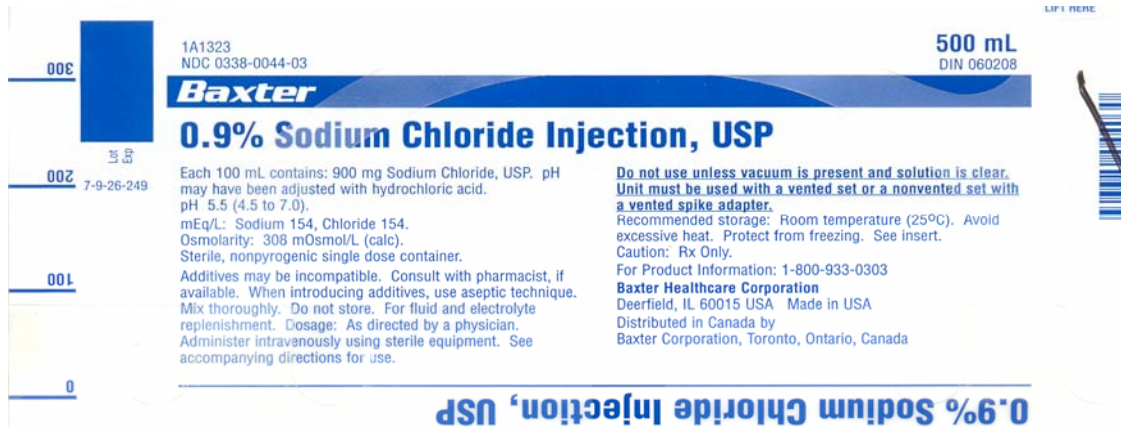 LIFT HERE
1A1323
NDC 0338-0044-03
500 mL
DIN 060208
Baxter
0.9% Sodium Chloride Injection, USP
Each 100 mL contains: 900 mg Sodium Chloride, USP. pH
may have been adjusted with hydrochloric acid.
pH 5.5 (4.5 to 7.0).
mEq/L: Sodium 154, Chloride 154.
Osmolarity: 308 mOsmol/L (calc).
Sterile, nonpyrogenic single dose container.
Additives may be incompatible. Consult with pharmacist, if
available. When introducing additives, use aseptic technique.
Mix thoroughly. Do not store. For fluid and electrolyte
replenishment. Dosage: As directed by a physician.
Administer intravenously using sterile equipment. See
accompanying directions for use.
Do not use unless vacuum is present and solution is clear.
Unit must be used with a vented set or a nonvented set with
a vented spike adapter.
Recommended storage: Room temperature (25ºC). Avoid
excessive heat. Protect from freezing. See insert.
Caution: Rx Only.
For Product Information: 1-800-933-0303
Baxter Healthcare Corporation
Deerfield, IL 60015 USA Made in USA
Distributed in Canada by
Baxter Corporation, Toronto, Ontario, Canada
300
Lot
Exp
200
7-9-26-249
100
0
0.9% Sodium Chloride Injection, USP